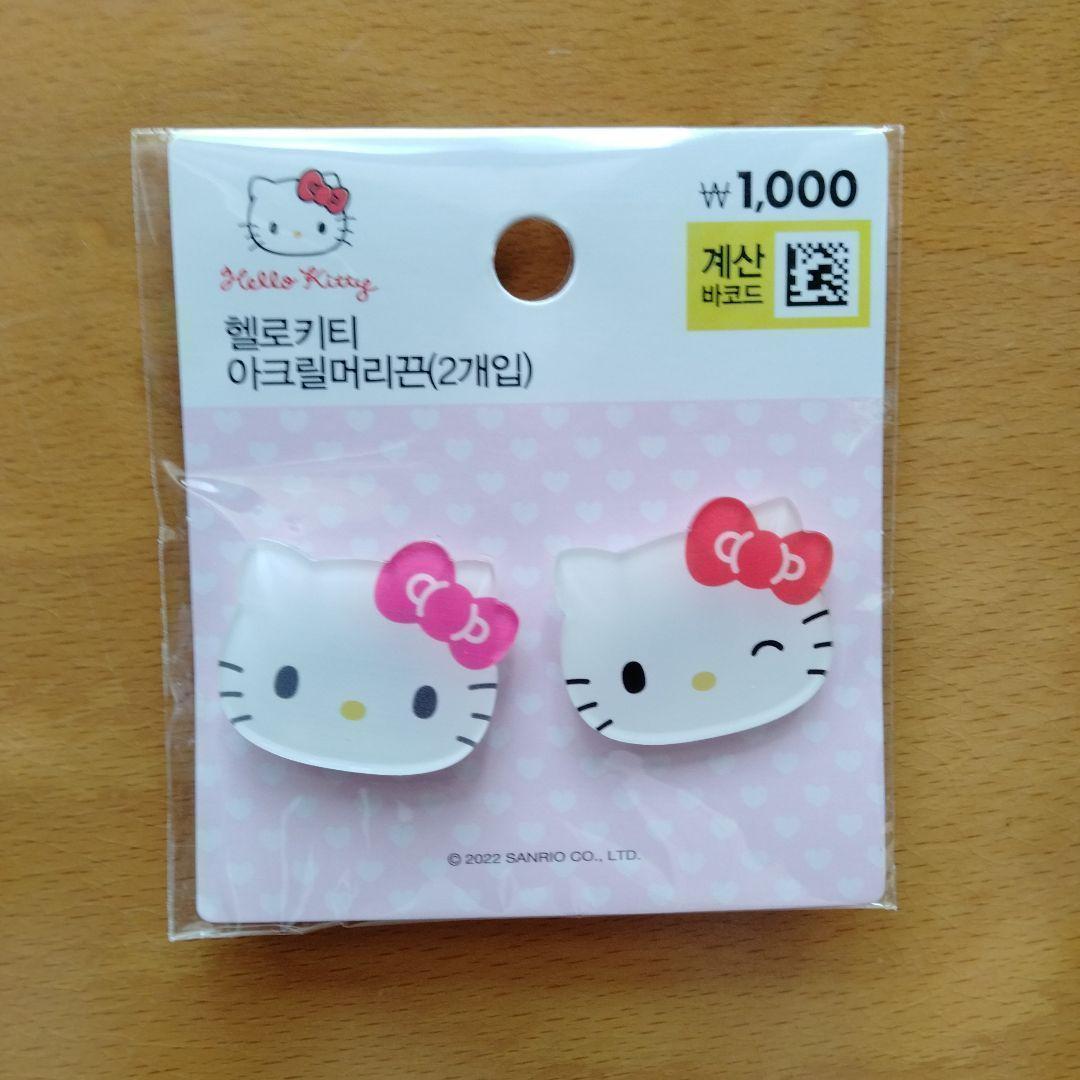 Hello Kitty
헬로키티
아크릴머리끈(2개입)
₩1,000
계산
바코드
© 2022 SANRIO CO., LTD.